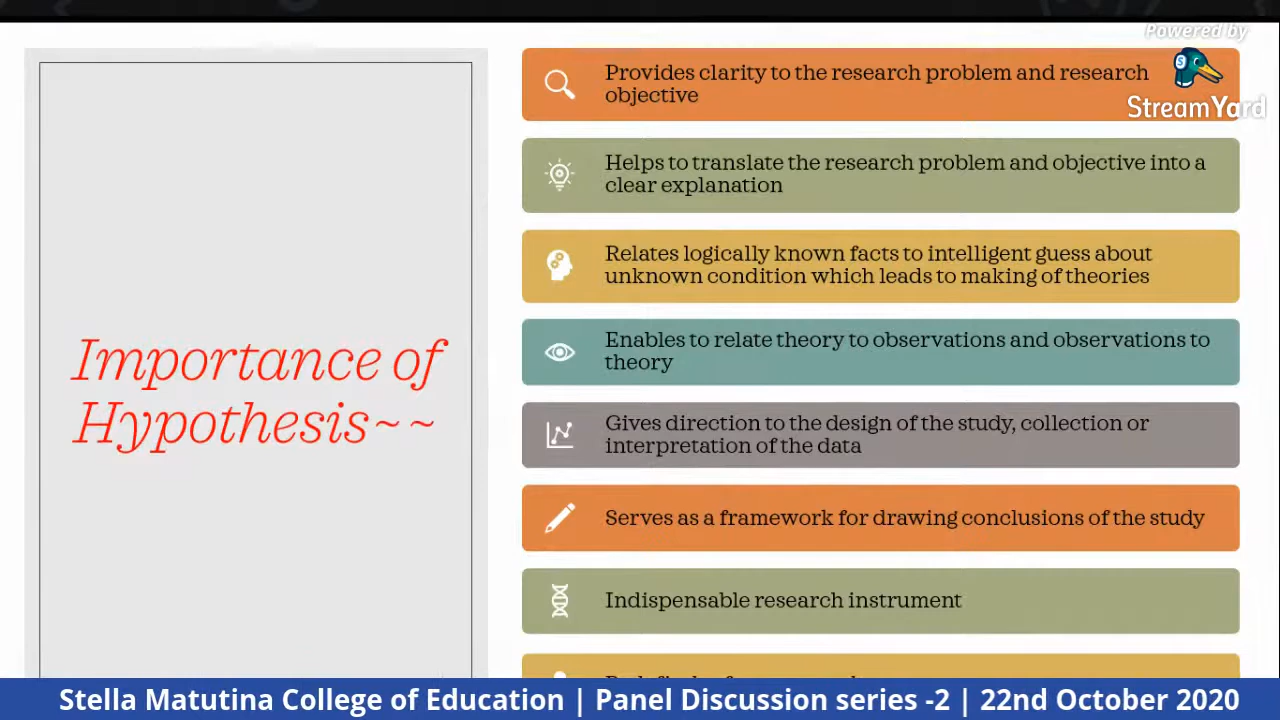 Powered by
StreamYard
Importance of
Hypothesis~~
Provides clarity to the research problem and research
objective
Helps to translate the research problem and objective into a
clear explanation
Relates logically known facts to intelligent guess about
unknown condition which leads to making of theories
Enables to relate theory to observations and observations to
theory
Gives direction to the design of the study, collection or
interpretation of the data
Serves as a framework for drawing conclusions of the study
Indispensable research instrument
Stella Matutina College of Education | Panel Discussion series -2 | 22nd October 2020